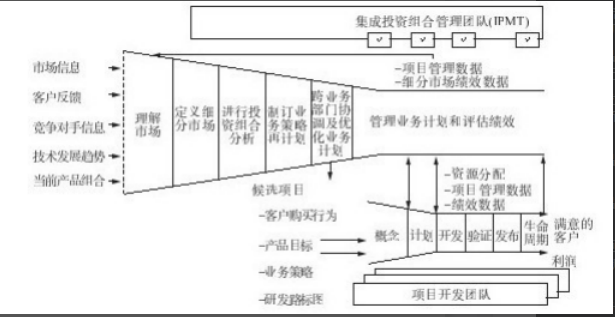 集成投资组合管理团队(IPMT)
市场信息
客户反馈
竞争对手信息
技术发展趋势
当前产品组合
理解
市场
定义细
分市场
进行投
资组合
分析
制订业
务策略
再计划
跨业务
部门协
调及优
化业务
计划
-项目管理数据
-细分市场绩效数据
管理业务计划和评估绩效
候选项目
-客户购买行为
-产品目标
-业务策略
-研发路标图
-资源分配
-项目管理数据
-绩效数据
概念
计划
开发
验证
发布
生命
周期
满意的
客户
利润
项目开发团队